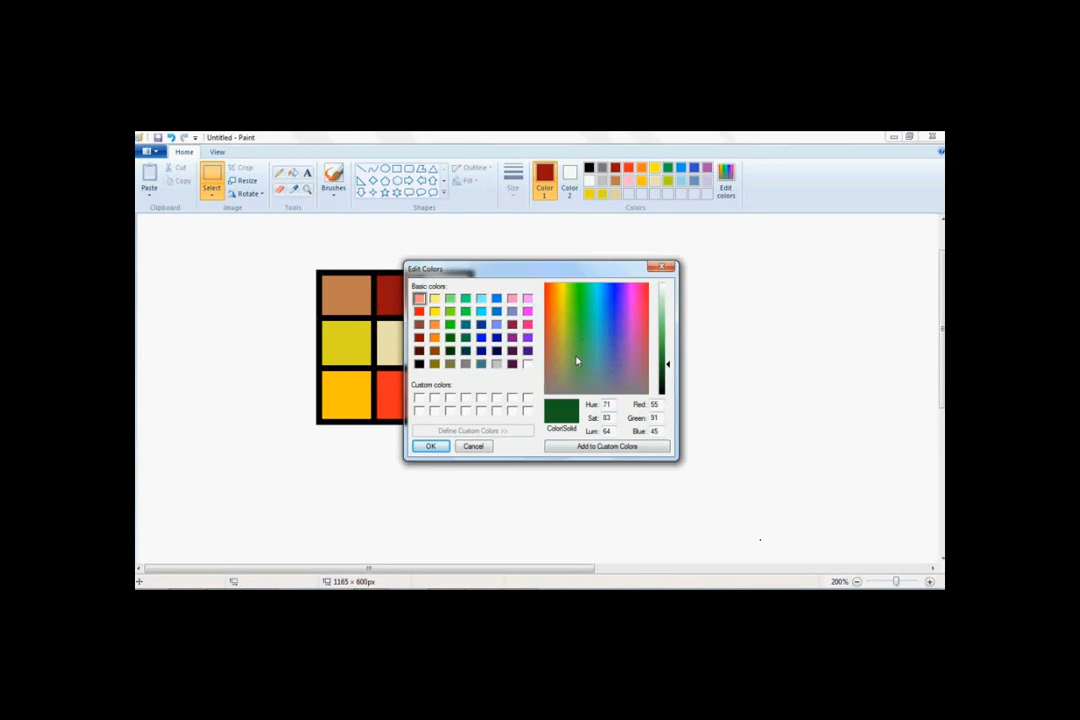 Untitled - Paint
Home View
Paste
Cut
Copy
Clipboard
Select
Crop
Resize
Rotate
Image
Tools
Brushes
Shapes
Outline
Fill
Size
Color 1
Color 2
Edit colors
Colors
Edit Colors
Basic colors:
Custom colors:
Define Custom Colors >>
OK Cancel
Color|Solid
Hue: 71 Red: 55
Sat: 83 Green: 91
Lum: 64 Blue: 45
Add to Custom Colors
1165 × 600px
200%